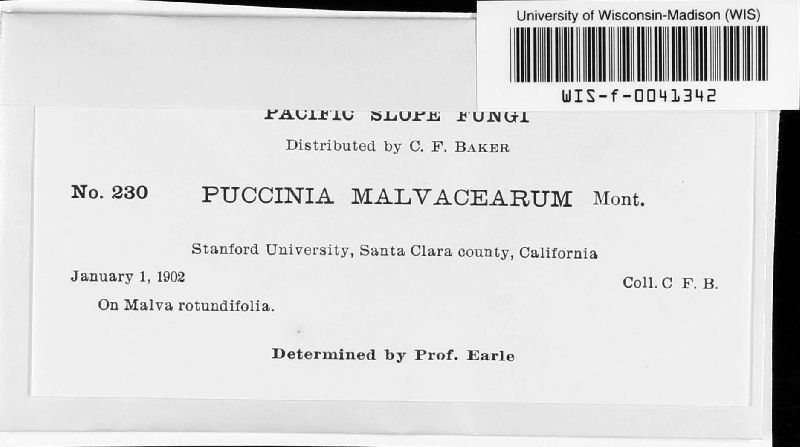 University of Wisconsin-Madison (WIS)
WIS-f-0041342
PACIFIC SLOPE FUNGI
Distributed by C. F. BAKER
No. 230 PUCCINIA MALVACEARUM Mont.
Stanford University, Santa Clara county, California
January 1, 1902 Coll. C F. B.
On Malva rotundifolia.
Determined by Prof. Earle